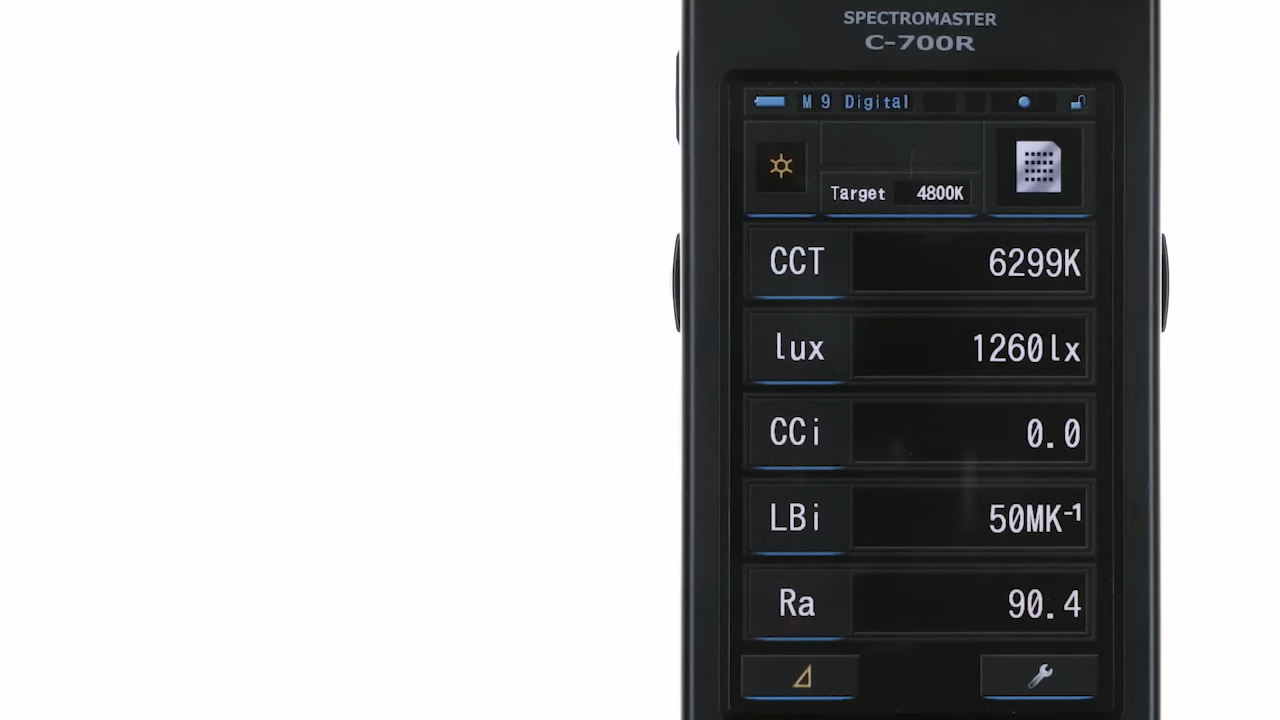 SPECTROMASTER
C-700R
M 9 Digital
Target 4800K
CCT 6299K
lux 1260lx
CCi 0.0
LBi 50MK⁻¹
Ra 90.4